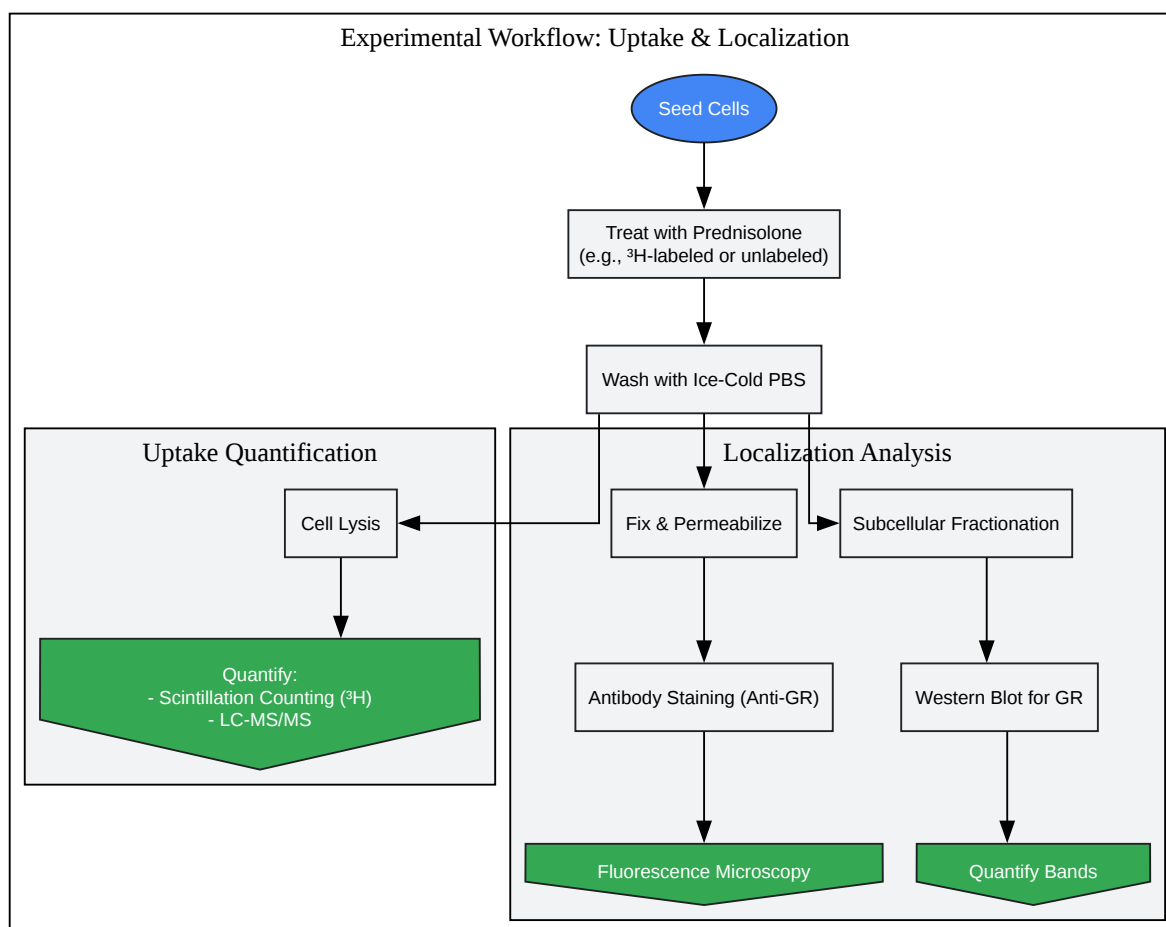 Experimental Workflow: Uptake & Localization
Seed Cells
Treat with Prednisolone
(e.g., ³H-labeled or unlabeled)
Wash with Ice-Cold PBS
Uptake Quantification
Cell Lysis
Quantify:
- Scintillation Counting (³H)
- LC-MS/MS
Localization Analysis
Fix & Permeabilize
Subcellular Fractionation
Antibody Staining (Anti-GR)
Western Blot for GR
Fluorescence Microscopy
Quantify Bands